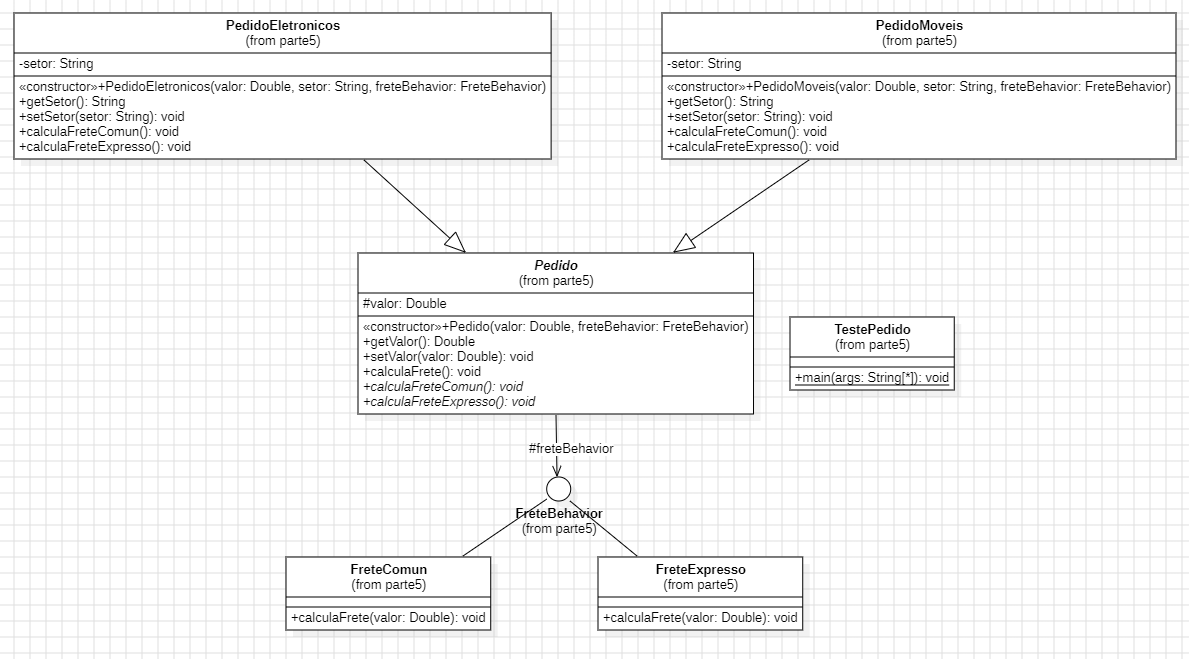 PedidoEletronicos
(from parte5)
-setor: String
«constructor»+PedidoEletronicos(valor: Double, setor: String, freteBehavior: FreteBehavior)
+getSetor(): String
+setSetor(setor: String): void
+calculaFreteComun(): void
+calculaFreteExpresso(): void
PedidoMoveis
(from parte5)
-setor: String
«constructor»+PedidoMoveis(valor: Double, setor: String, freteBehavior: FreteBehavior)
+getSetor(): String
+setSetor(setor: String): void
+calculaFreteComun(): void
+calculaFreteExpresso(): void
Pedido
(from parte5)
#valor: Double
«constructor»+Pedido(valor: Double, freteBehavior: FreteBehavior)
+getValor(): Double
+setValor(valor: Double): void
+calculaFrete(): void
+calculaFreteComun(): void
+calculaFreteExpresso(): void
TestePedido
(from parte5)
+main(args: String[*]): void
#freteBehavior
FreteBehavior
(from parte5)
FreteComun
(from parte5)
+calculaFrete(valor: Double): void
FreteExpresso
(from parte5)
+calculaFrete(valor: Double): void